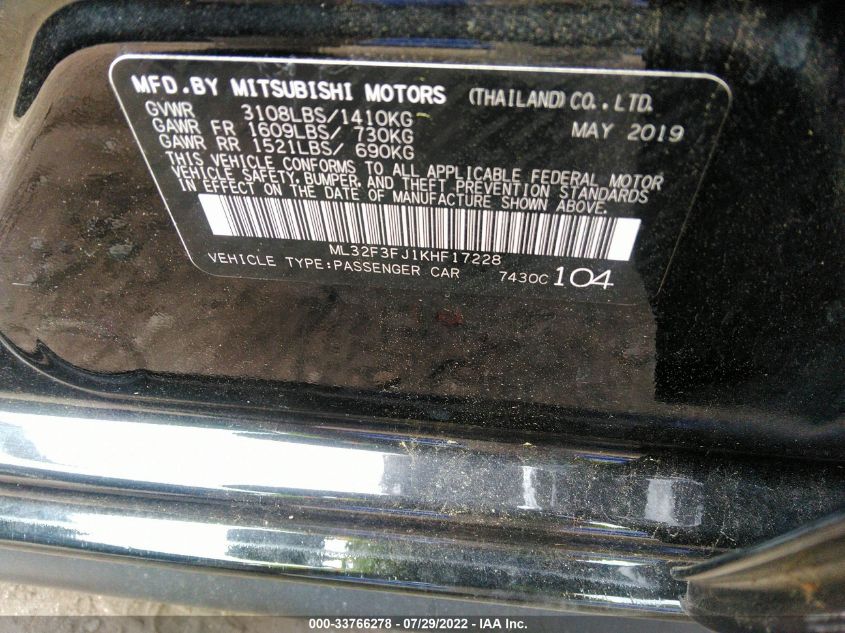 MFD.BY MITSUBISHI MOTORS (THAILAND) CO.,LTD.
GVWR 3108LBS/1410KG MAY 2019
GAWR FR 1609LBS/ 730KG
GAWR RR 1521LBS/ 690KG
THIS VEHICLE CONFORMS TO ALL APPLICABLE FEDERAL MOTOR
VEHICLE SAFETY, BUMPER, AND THEFT PREVENTION STANDARDS
IN EFFECT ON THE DATE OF MANUFACTURE SHOWN ABOVE.
ML32F3FJ1KHF17228
VEHICLE TYPE:PASSENGER CAR 7430C 104
000-33766278 - 07/29/2022 - IAA Inc.